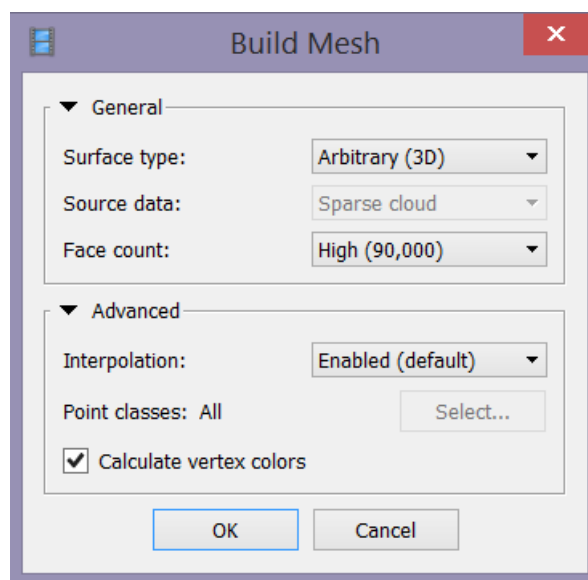 Build Mesh
General
Surface type: Arbitrary (3D)
Source data: Sparse cloud
Face count: High (90,000)
Advanced
Interpolation: Enabled (default)
Point classes: All Select...
Calculate vertex colors
OK Cancel